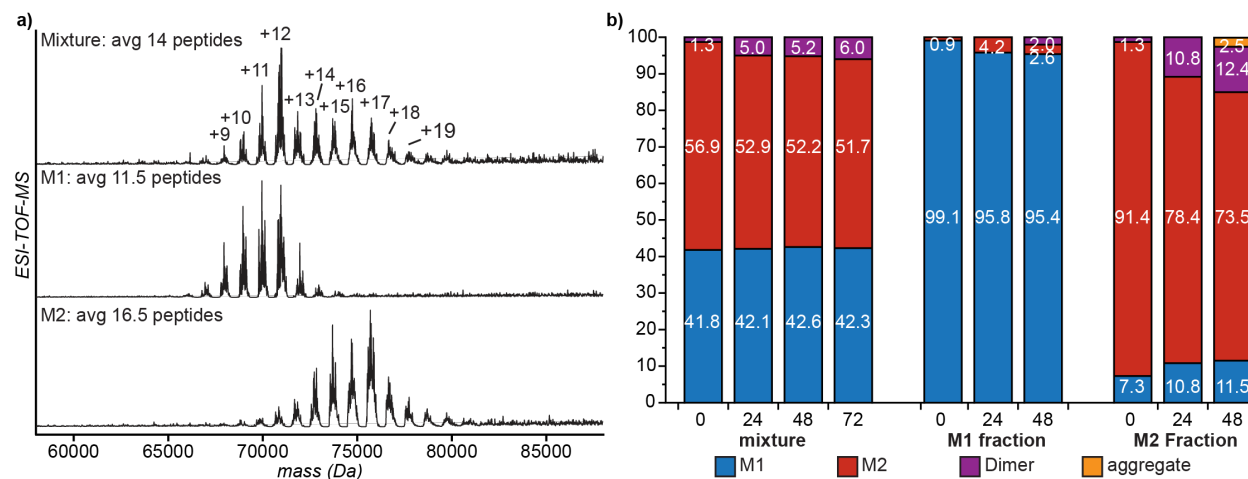 a)
Mixture: avg 14 peptides
+9
+10
+11
+12
+13
+14
+15
+16
+17
+18
+19
M1: avg 11.5 peptides
M2: avg 16.5 peptides
ESI-TOF-MS
60000 65000 70000 75000 80000 85000
mass (Da)
b)
100
90
80
70
60
50
40
30
20
10
0
1.3 5.0 5.2 6.0 0.9 4.2 2.0 2.6 1.3 10.8 2.5 12.4
56.9 52.9 52.2 51.7 99.1 95.8 95.4 91.4 78.4 73.5
41.8 42.1 42.6 42.3 7.3 10.8 11.5
0 24 48 72 0 24 48 0 24 48
mixture M1 fraction M2 Fraction
M1 M2 Dimer aggregate